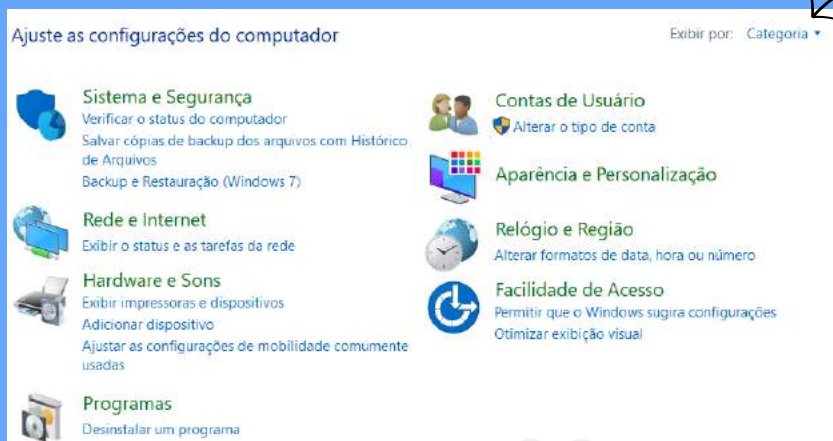 Ajuste as configurações do computador
Exibir por: Categoria
Sistema e Segurança
Verificar o status do computador
Salvar cópias de backup dos arquivos com Histórico
de Arquivos
Backup e Restauração (Windows 7)
Rede e Internet
Exibir o status e as tarefas da rede
Hardware e Sons
Exibir impressoras e dispositivos
Adicionar dispositivo
Ajustar as configurações de mobilidade comumente
usadas
Programas
Desinstalar um programa
Contas de Usuário
Alterar o tipo de conta
Aparência e Personalização
Relógio e Região
Alterar formatos de data, hora ou número
Facilidade de Acesso
Permitir que o Windows sugira configurações
Otimizar exibição visual